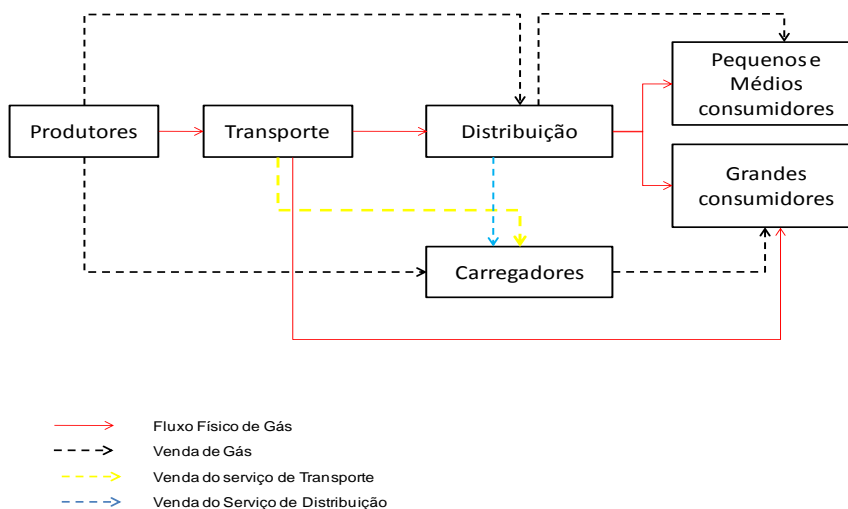 Produtores
Transporte
Distribuição
Pequenos e
Médios
consumidores
Grandes
consumidores
Carregadores
Fluxo Físico de Gás
Venda de Gás
Venda do serviço de Transporte
Venda do Serviço de Distribuição